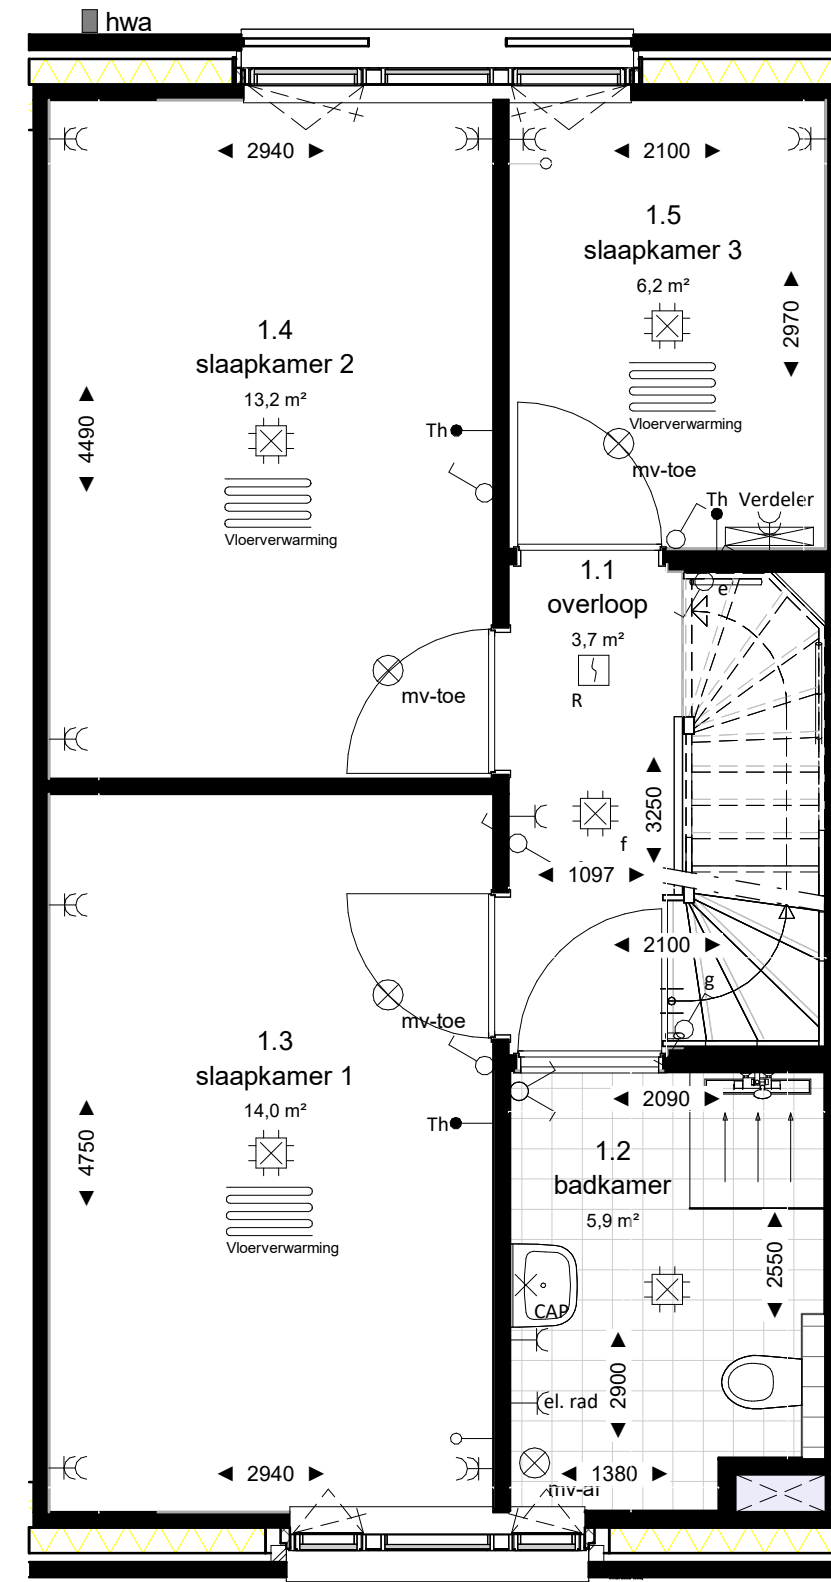 hwa
2940
2100
1.5
slaapkamer 3
6,2 m²
2970
Vloerverwarming
mv-toe
Th Verdeler
1.4
slaapkamer 2
13,2 m²
4490
Th
Vloerverwarming
mv-toe
1.1
overloop
3,7 m²
R
e
3250
f
1097
2100
g
mv-toe
1.3
slaapkamer 1
14,0 m²
4750
Th
Vloerverwarming
2940
2090
1.2
badkamer
5,9 m²
2550
CAP
2900
el. rad
1380
mv-af